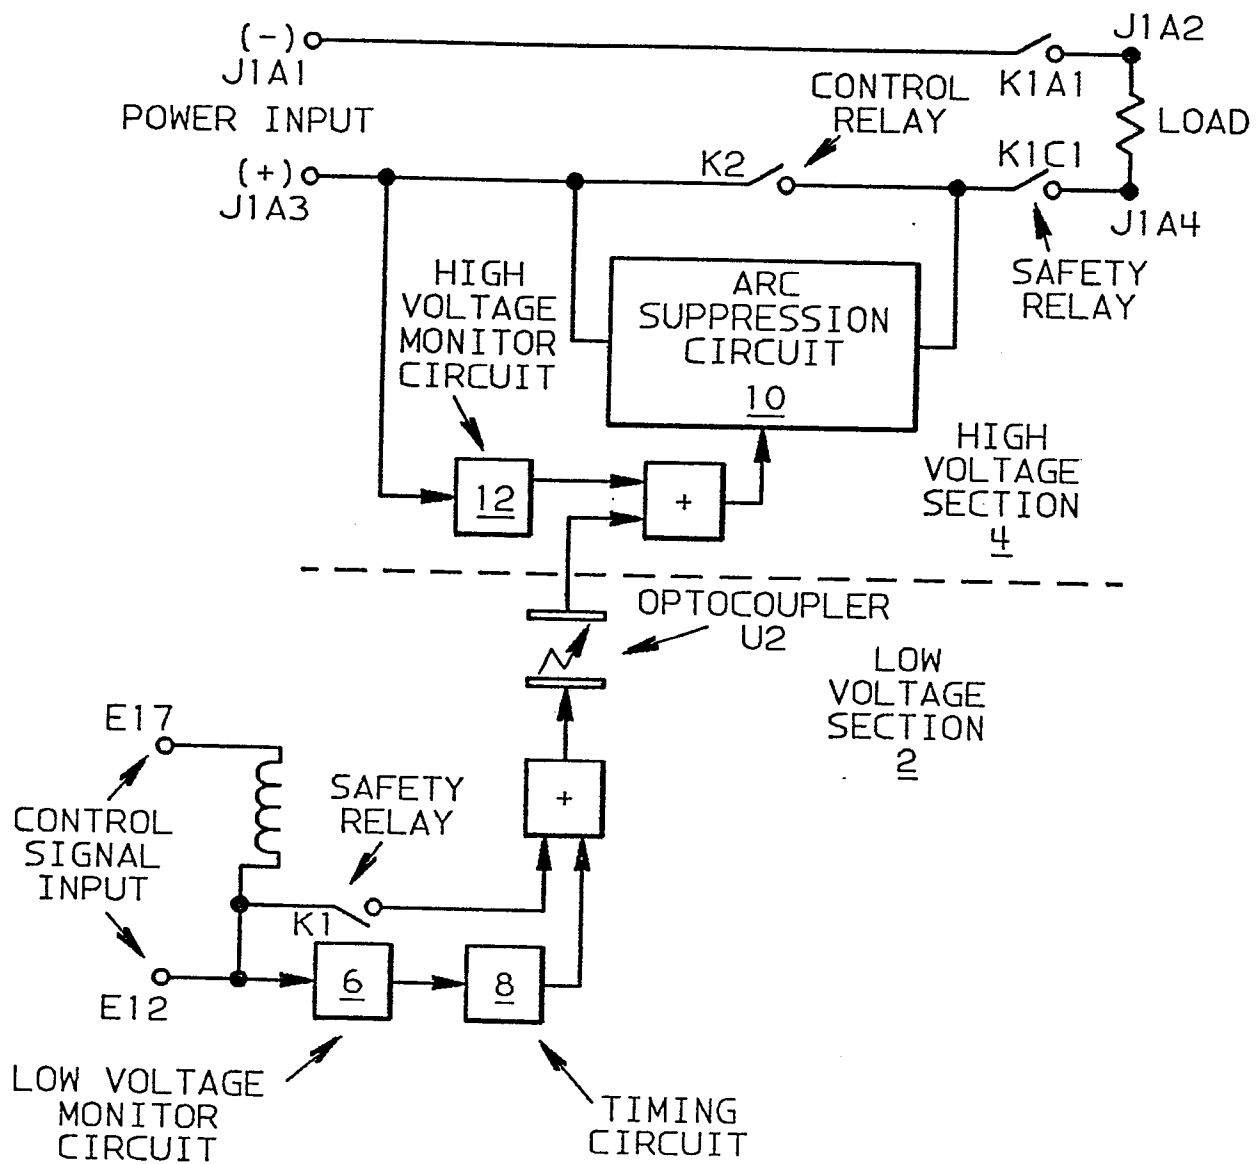 (-)
J1A1
POWER INPUT
(+)
J1A3
J1A2
K1A1
LOAD
CONTROL
RELAY
K2
K1C1
J1A4
SAFETY
RELAY
HIGH
VOLTAGE
MONITOR
CIRCUIT
ARC
SUPPRESSION
CIRCUIT
10
12
+
HIGH
VOLTAGE
SECTION
4
OPTOCOUPLER
U2
LOW
VOLTAGE
SECTION
2
E17
CONTROL
SIGNAL
INPUT
E12
SAFETY
RELAY
K1
+
6
8
LOW VOLTAGE
MONITOR
CIRCUIT
TIMING
CIRCUIT